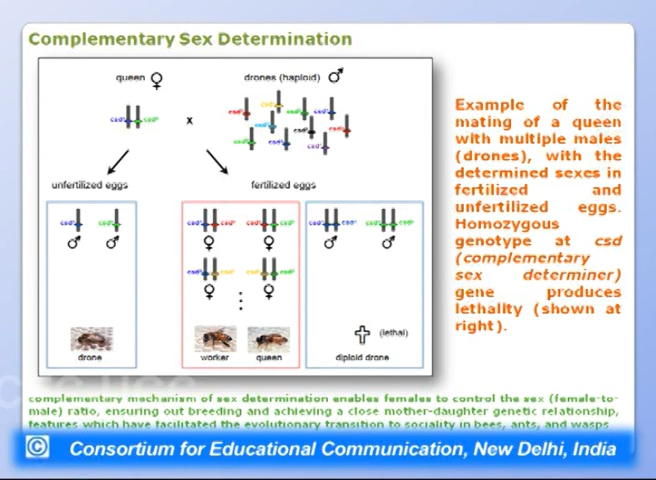 Complementary Sex Determination
queen ♀
drones (haploid) ♂
x
unfertilized eggs
fertilized eggs
(lethal)
drone
worker
queen
diploid drone
Example of the
mating of a queen
with multiple males
(drones), with the
determined sexes in
fertilized and
unfertilized eggs.
Homozygous
genotype at csd
(complementary
sex determiner)
gene produces
lethality (shown at
right).
complementary mechanism of sex determination enables females to control the sex (female-to-
male) ratio, ensuring out breeding and achieving a close mother-daughter genetic relationship,
features which have facilitated the evolutionary transition to sociality in bees, ants, and wasps
© Consortium for Educational Communication, New Delhi, India